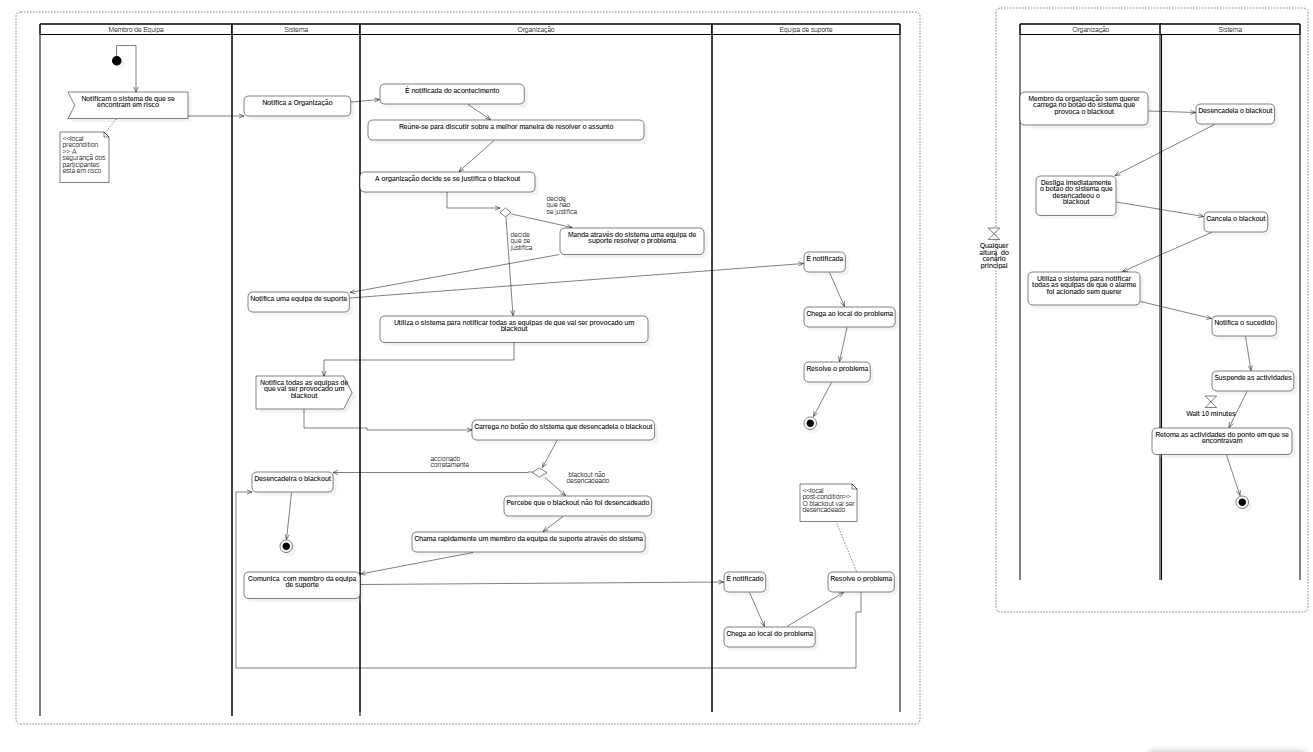 Membro de Equipa
Sistema
Organização
Equipa de suporte
Notificam o sistema de que se
encontram em risco
<<local
precondition
>> A
segurança dos
participantes
esta em risco
Notifica a Organização
É notificada do acontecimento
Reúne-se para discutir sobre a melhor maneira de resolver o assunto
A organização decide se se justifica o blackout
decide
que não
se justifica
decide
que se
justifica
Manda através do sistema uma equipa de
suporte resolver o problema
É notificada
Notifica uma equipa de suporte
Chega ao local do problema
Utiliza o sistema para notificar todas as equipas de que vai ser provocado um
blackout
Resolve o problema
Notifica todas as equipas de
que vai ser provocado um
blackout
Carrega no botão do sistema que desencadeia o blackout
accionado
corretamente
blackout não
desencadeado
Desencadeira o blackout
Percebe que o blackout não foi desencadeado
<<local
post-condition>>
O blackout vai ser
desencadeado
Chama rapidamente um membro da equipa de suporte através do sistema
Comunica com membro da equipa
de suporte
É notificado
Resolve o problema
Chega ao local do problema
Organização
Sistema
Membro da organização sem querer
carrega no botão do sistema que
provoca o blackout
Desencadeia o blackout
Desliga imediatamente
o botão do sistema que
desencadeou o
blackout
Cancela o blackout
Qualquer
altura do
cenário
principal
Utiliza o sistema para notificar
todas as equipas de que o alarme
foi acionado sem querer
Notifica o sucedido
Suspende as actividades
Wait 10 minutes
Retoma as actividades do ponto em que se
encontravam